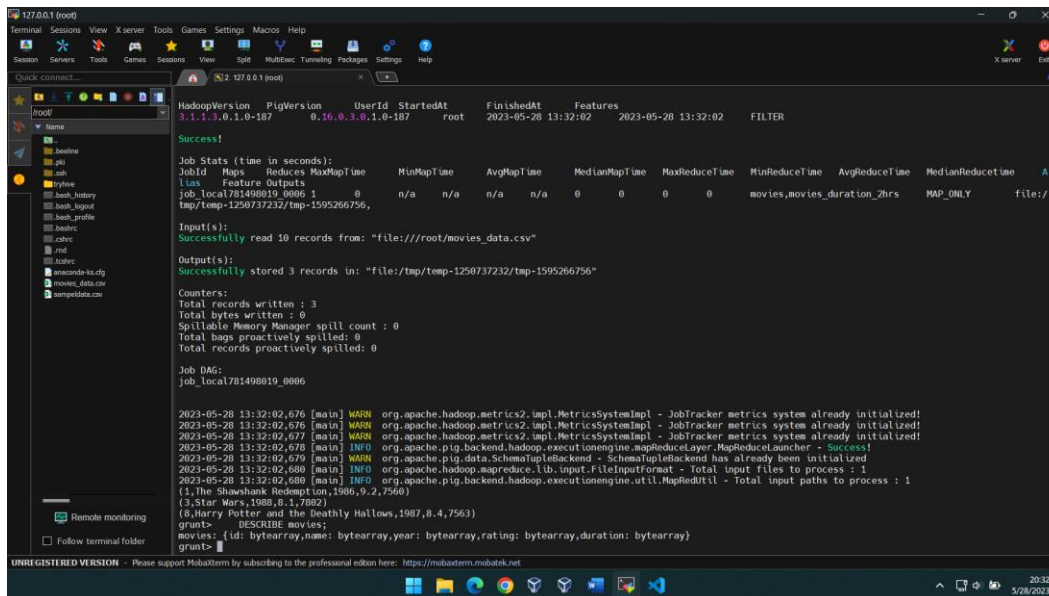 127.0.0.1 (root)
Terminal Sessions View X server Tools Games Settings Macros Help
Session Servers Tools Games Sessions View Split MultiExec Tunneling Packages Settings Help X server Exit
Quick connect... 2. 127.0.0.1 (root)
/root/
Name
..
.beeline
.pki
.ssh
tryhive
.bash_history
.bash_logout
.bash_profile
.bashrc
.cshrc
.rnd
.tcshrc
anaconda-ks.cfg
movies_data.csv
sampeldata.csv
Remote monitoring
Follow terminal folder
HadoopVersion PigVersion UserId StartedAt FinishedAt Features
3.1.1.3.0.1.0-187 0.16.0.3.0.1.0-187 root 2023-05-28 13:32:02 2023-05-28 13:32:02 FILTER
Success!
Job Stats (time in seconds):
JobId Maps Reduces MaxMapTime MinMapTime AvgMapTime MedianMapTime MaxReduceTime MinReduceTime AvgReduceTime MedianReducetime A
lias Feature Outputs
job_local781498019_0006 1 0 n/a n/a n/a n/a 0 0 0 0 movies,movies_duration_2hrs MAP_ONLY file:/
tmp/temp-1250737232/tmp-1595266756,
Input(s):
Successfully read 10 records from: "file:///root/movies_data.csv"
Output(s):
Successfully stored 3 records in: "file:/tmp/temp-1250737232/tmp-1595266756"
Counters:
Total records written : 3
Total bytes written : 0
Spillable Memory Manager spill count : 0
Total bags proactively spilled: 0
Total records proactively spilled: 0
Job DAG:
job_local781498019_0006
2023-05-28 13:32:02,676 [main] WARN org.apache.hadoop.metrics2.impl.MetricsSystemImpl - JobTracker metrics system already initialized!
2023-05-28 13:32:02,676 [main] WARN org.apache.hadoop.metrics2.impl.MetricsSystemImpl - JobTracker metrics system already initialized!
2023-05-28 13:32:02,677 [main] WARN org.apache.hadoop.metrics2.impl.MetricsSystemImpl - JobTracker metrics system already initialized!
2023-05-28 13:32:02,678 [main] INFO org.apache.pig.backend.hadoop.executionengine.mapReduceLayer.MapReduceLauncher - Success!
2023-05-28 13:32:02,679 [main] WARN org.apache.pig.data.SchemaTupleBackend - SchemaTupleBackend has already been initialized
2023-05-28 13:32:02,680 [main] INFO org.apache.hadoop.mapreduce.lib.input.FileInputFormat - Total input files to process : 1
2023-05-28 13:32:02,680 [main] INFO org.apache.pig.backend.hadoop.executionengine.util.MapRedUtil - Total input paths to process : 1
(1,The Shawshank Redemption,1986,9.2,7560)
(3,Star Wars,1988,8.1,7802)
(8,Harry Potter and the Deathly Hallows,1987,8.4,7563)
grunt> DESCRIBE movies;
movies: {id: bytearray,name: bytearray,year: bytearray,rating: bytearray,duration: bytearray}
grunt>
UNREGISTERED VERSION - Please support MobaXterm by subscribing to the professional edition here: https://mobaxterm.mobatek.net
20:32
5/28/2023